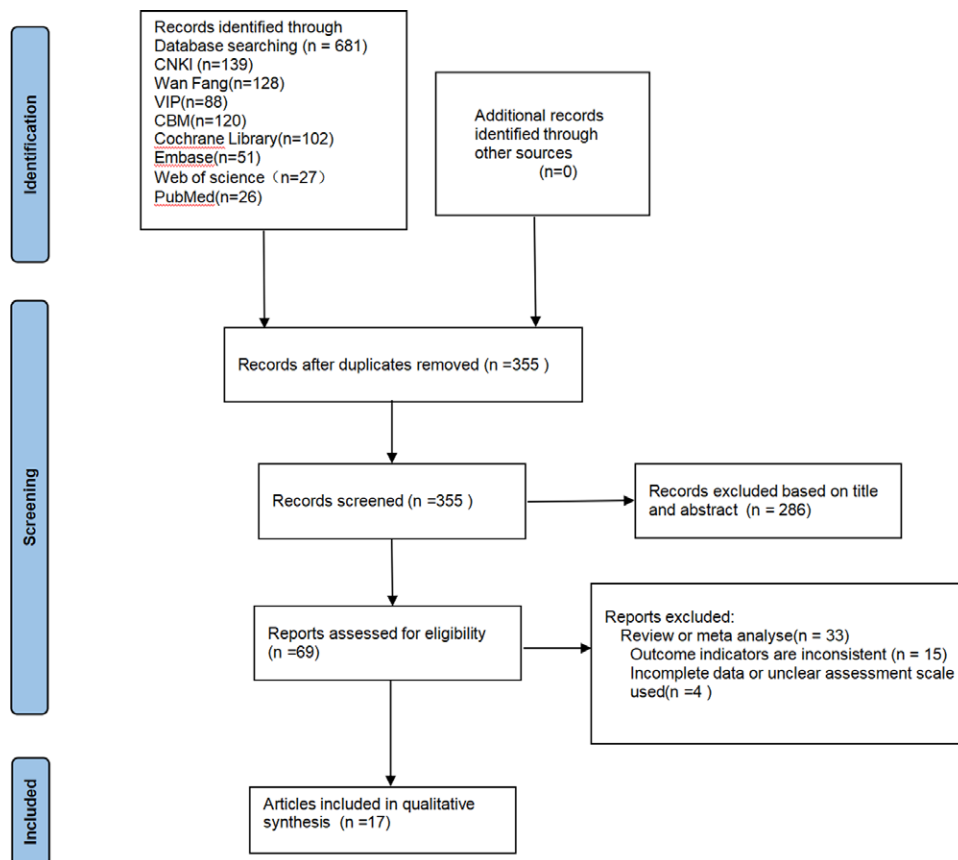 Identification
Records identified through
Database searching (n = 681)
CNKI (n=139)
Wan Fang(n=128)
VIP(n=88)
CBM(n=120)
Cochrane Library(n=102)
Embase(n=51)
Web of science（n=27）
PubMed(n=26)
Additional records
identified through
other sources
(n=0)
Screening
Records after duplicates removed (n =355 )
Records screened (n =355 )
Records excluded based on title
and abstract  (n = 286)
Reports assessed for eligibility
(n =69)
Reports excluded:
Review or meta analyse(n = 33)
Outcome indicators are inconsistent (n = 15)
Incomplete data or unclear assessment scale
used(n =4 )
Included
Articles included in qualitative
synthesis  (n =17)